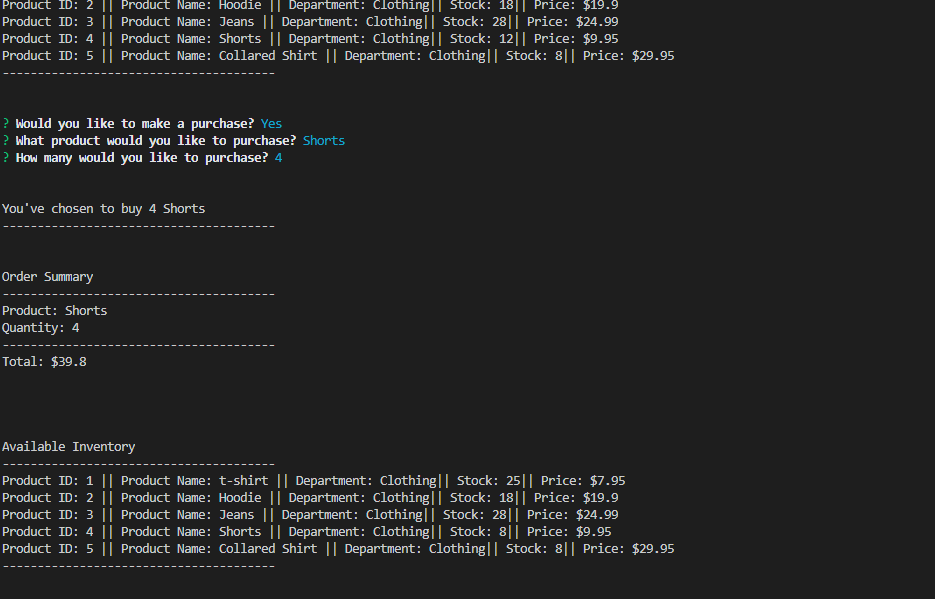 Product ID: 2 || Product Name: Hoodie || Department: Clothing|| Stock: 18|| Price: $19.9
Product ID: 3 || Product Name: Jeans || Department: Clothing|| Stock: 28|| Price: $24.99
Product ID: 4 || Product Name: Shorts || Department: Clothing|| Stock: 12|| Price: $9.95
Product ID: 5 || Product Name: Collared Shirt || Department: Clothing|| Stock: 8|| Price: $29.95
---------------------------------------
? Would you like to make a purchase? Yes
? What product would you like to purchase? Shorts
? How many would you like to purchase? 4
You've chosen to buy 4 Shorts
---------------------------------------
Order Summary
---------------------------------------
Product: Shorts
Quantity: 4
---------------------------------------
Total: $39.8
Available Inventory
---------------------------------------
Product ID: 1 || Product Name: t-shirt || Department: Clothing|| Stock: 25|| Price: $7.95
Product ID: 2 || Product Name: Hoodie || Department: Clothing|| Stock: 18|| Price: $19.9
Product ID: 3 || Product Name: Jeans || Department: Clothing|| Stock: 28|| Price: $24.99
Product ID: 4 || Product Name: Shorts || Department: Clothing|| Stock: 8|| Price: $9.95
Product ID: 5 || Product Name: Collared Shirt || Department: Clothing|| Stock: 8|| Price: $29.95
---------------------------------------